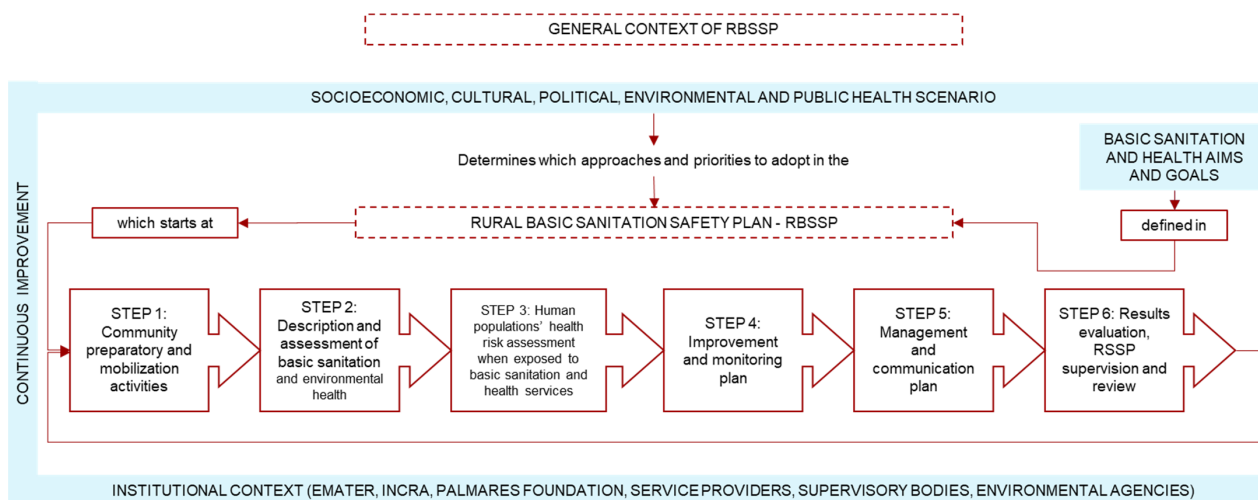 GENERAL CONTEXT OF RBSSP
SOCIOECONOMIC, CULTURAL, POLITICAL, ENVIRONMENTAL AND PUBLIC HEALTH SCENARIO
CONTINUOUS IMPROVEMENT
Determines which approaches and priorities to adopt in the
BASIC SANITATION
AND HEALTH AIMS
AND GOALS
which starts at
RURAL BASIC SANITATION SAFETY PLAN - RBSSP
defined in
STEP 1:
Community
preparatory and
mobilization
activities
STEP 2:
Description and
assessment of
basic sanitation
and environmental
health
STEP 3: Human
populations' health
risk assessment
when exposed to
basic sanitation and
health services
STEP 4:
Improvement
and monitoring
plan
STEP 5:
Management
and
communication
plan
STEP 6: Results
evaluation,
RSSP
supervision and
review
INSTITUTIONAL CONTEXT (EMATER, INCRA, PALMARES FOUNDATION, SERVICE PROVIDERS, SUPERVISORY BODIES, ENVIRONMENTAL AGENCIES)